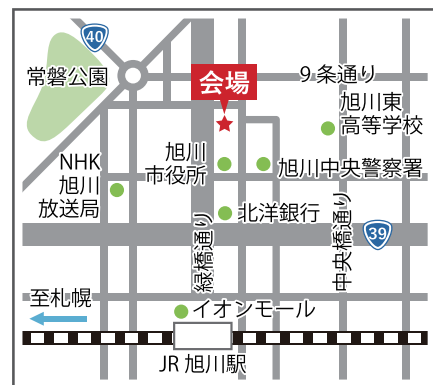 40
常磐公園
会場
9条通り
旭川東
高等学校
旭川
市役所
旭川中央警察署
NHK
旭川
放送局
北洋銀行
緑橋通り
中央橋通り
39
至札幌
イオンモール
JR旭川駅